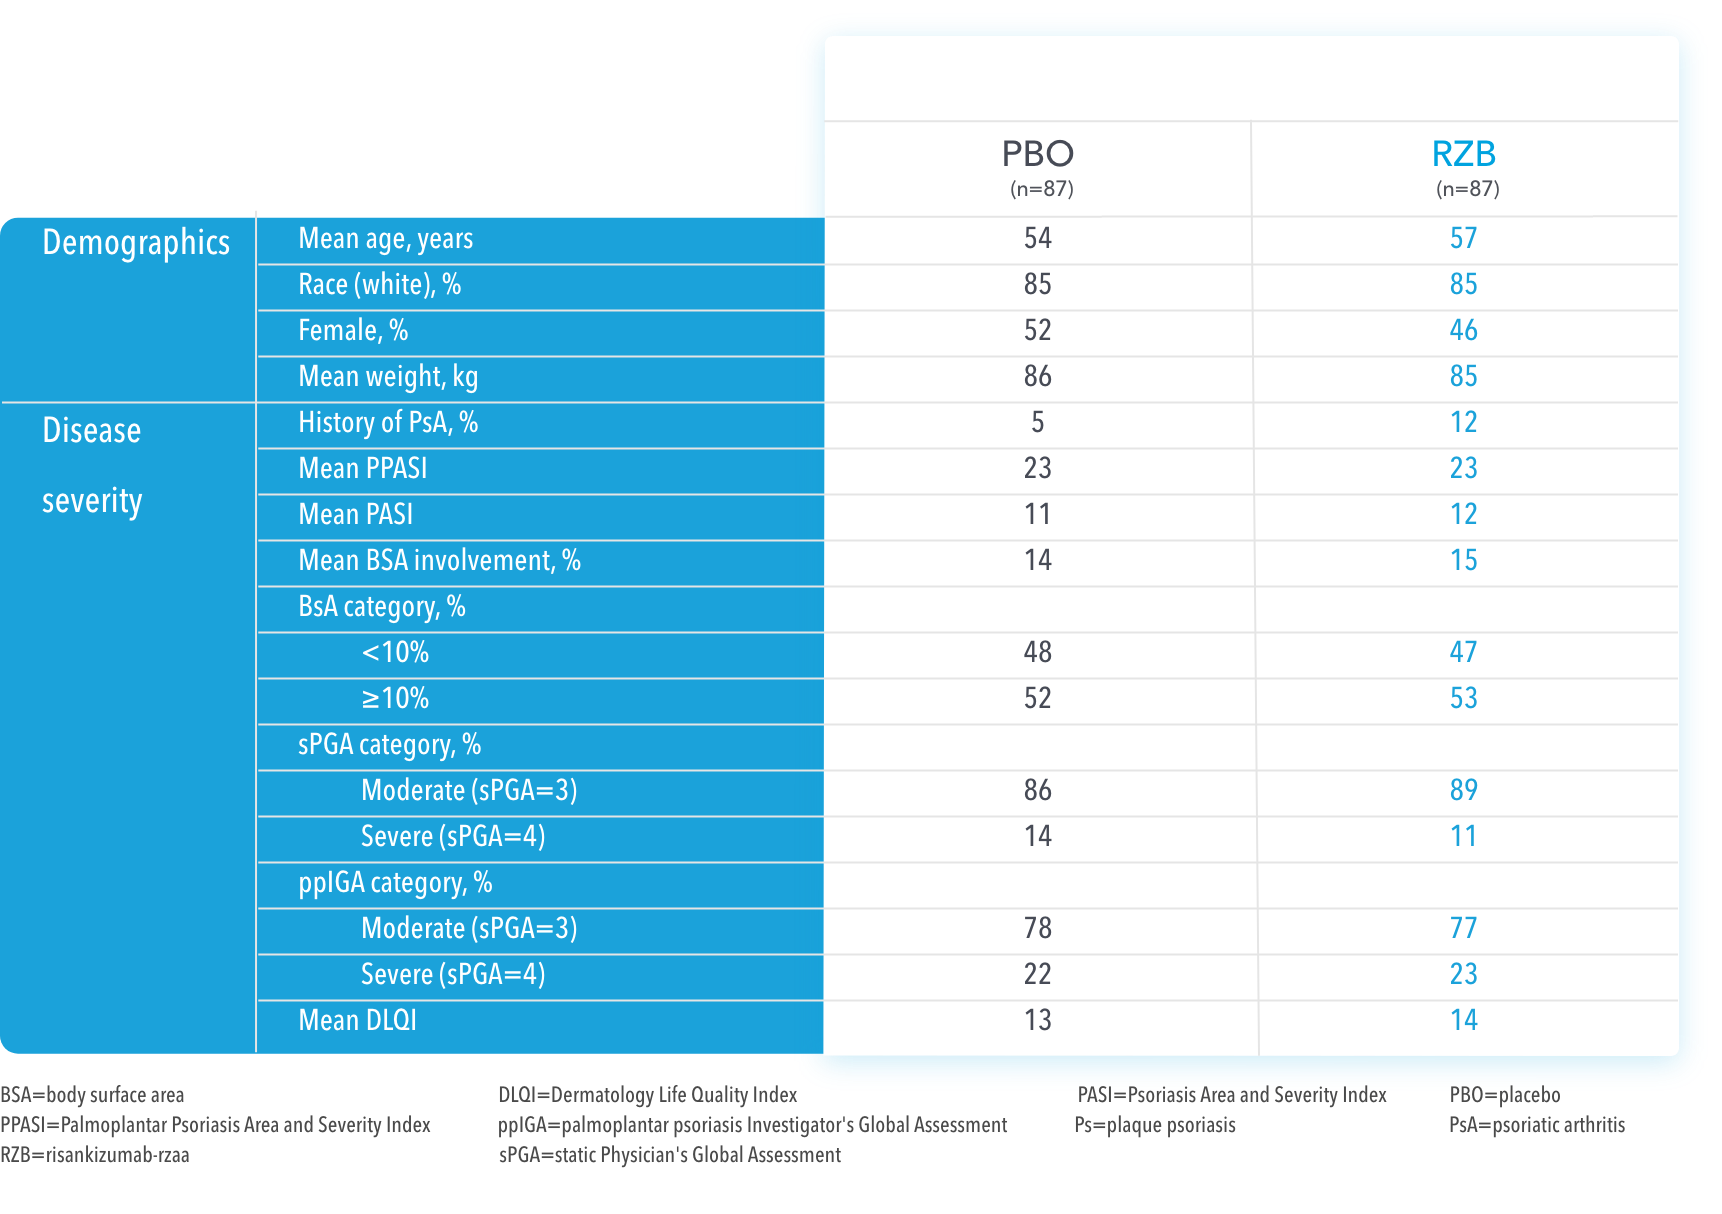 PBO RZB
(n=87) (n=87)
Demographics Mean age, years 54 57
Race (white), % 85 85
Female, % 52 46
Mean weight, kg 86 85
Disease History of PsA, % 5 12
Mean PPASI 23 23
severity Mean PASI 11 12
Mean BSA involvement, % 14 15
BsA category, %
<10% 48 47
≥10% 52 53
sPGA category, %
Moderate (sPGA=3) 86 89
Severe (sPGA=4) 14 11
ppIGA category, %
Moderate (sPGA=3) 78 77
Severe (sPGA=4) 22 23
Mean DLQI 13 14
BSA=body surface area DLQI=Dermatology Life Quality Index PASI=Psoriasis Area and Severity Index PBO=placebo
PPASI=Palmoplantar Psoriasis Area and Severity Index ppIGA=palmoplantar psoriasis Investigator's Global Assessment Ps=plaque psoriasis PsA=psoriatic arthritis
RZB=risankizumab-rzaa sPGA=static Physician's Global Assessment